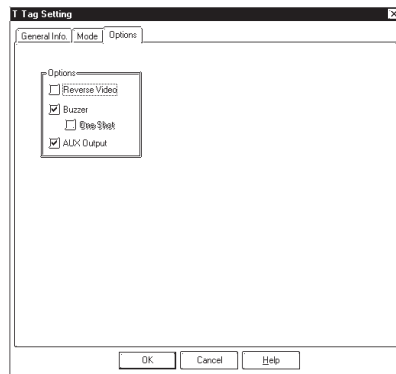 T Tag Setting
General Info. Mode Options
Options
Reverse Video
Buzzer
One Shot
AUX Output
OK Cancel Help